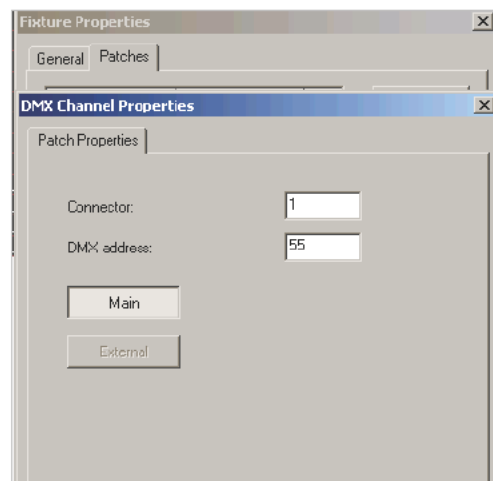 Fixture Properties
General Patches
DMX Channel Properties
Patch Properties
Connector: 1
DMX address: 55
Main
External